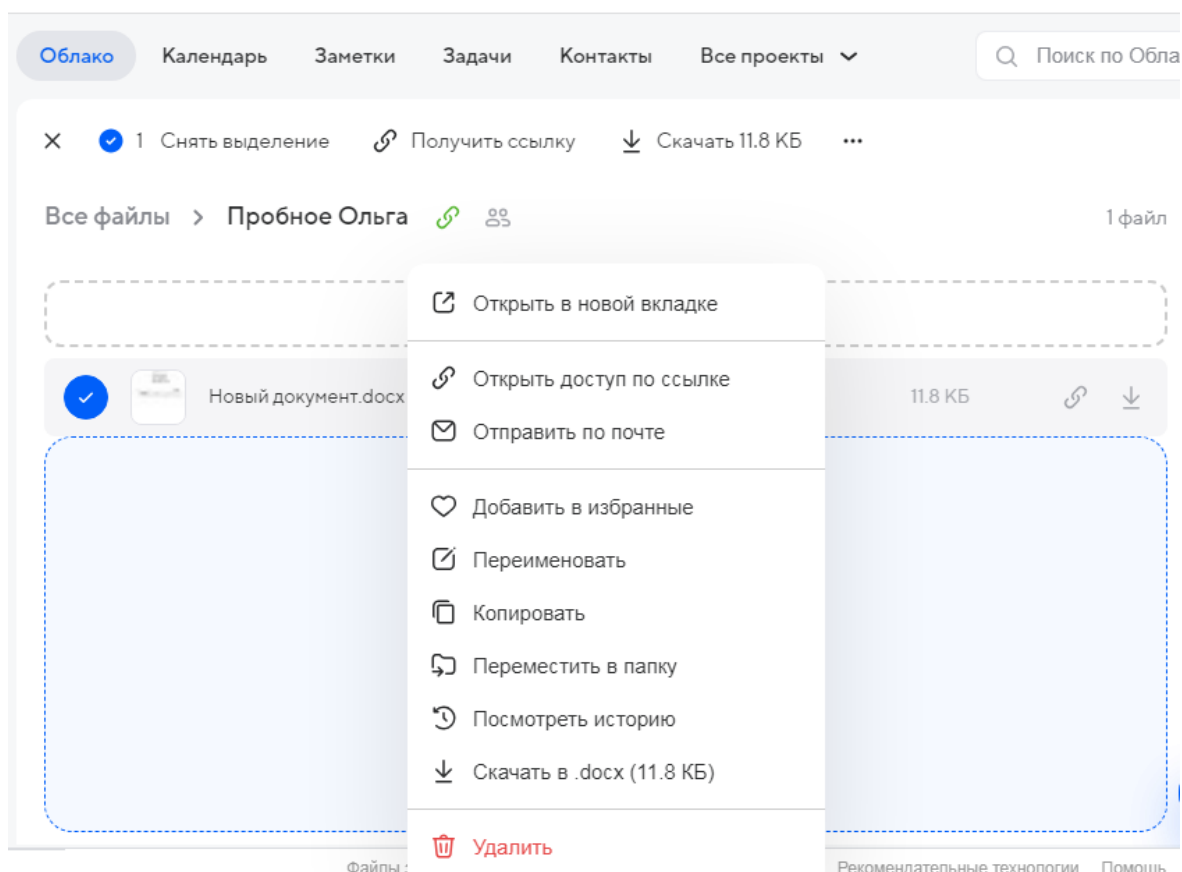 Облако Календарь Заметки Задачи Контакты Все проекты Поиск по Обла
1 Снять выделение Получить ссылку Скачать 11.8 КБ ...
Все файлы > Пробное Ольга 1 файл
Открыть в новой вкладке
Открыть доступ по ссылке
Новый документ.docx 11.8 КБ
Отправить по почте
Добавить в избранные
Переименовать
Копировать
Переместить в папку
Посмотреть историю
Скачать в .docx (11.8 КБ)
Удалить
Файлы Рекомендательные технологии Помощь